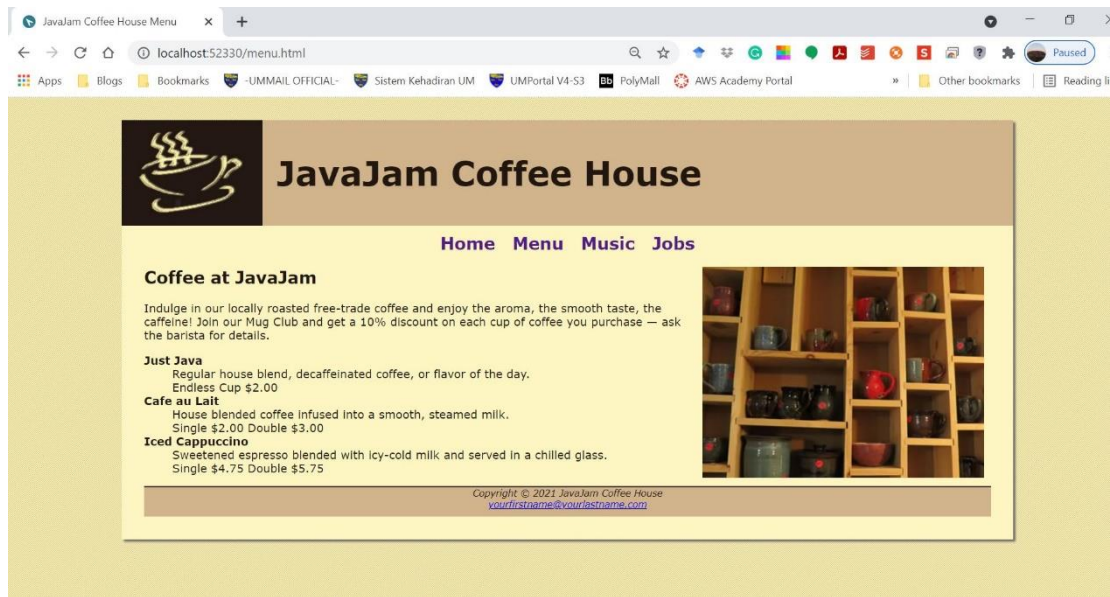 JavaJam Coffee House Menu
localhost:52330/menu.html
Paused
Apps Blogs Bookmarks -UMMAIL OFFICIAL- Sistem Kehadiran UM UMPortal V4-S3 Bb PolyMall AWS Academy Portal » Other bookmarks Reading li
JavaJam Coffee House
Home Menu Music Jobs
Coffee at JavaJam
Indulge in our locally roasted free-trade coffee and enjoy the aroma, the smooth taste, the
caffeine! Join our Mug Club and get a 10% discount on each cup of coffee you purchase — ask
the barista for details.
Just Java
Regular house blend, decaffeinated coffee, or flavor of the day.
Endless Cup $2.00
Cafe au Lait
House blended coffee infused into a smooth, steamed milk.
Single $2.00 Double $3.00
Iced Cappuccino
Sweetened espresso blended with icy-cold milk and served in a chilled glass.
Single $4.75 Double $5.75
Copyright © 2021 JavaJam Coffee House
yourfirstname@yourlastname.com